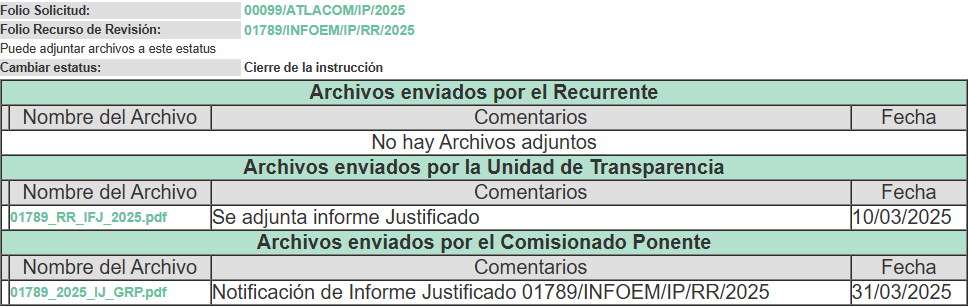 Folio Solicitud: 00099/ATLACOM/IP/2025
Folio Recurso de Revisión: 01789/INFOEM/IP/RR/2025
Puede adjuntar archivos a este estatus
Cambiar estatus: Cierre de la instrucción
Archivos enviados por el Recurrente
Nombre del Archivo Comentarios Fecha
No hay Archivos adjuntos
Archivos enviados por la Unidad de Transparencia
Nombre del Archivo Comentarios Fecha
01789_RR_IFJ_2025.pdf Se adjunta informe Justificado 10/03/2025
Archivos enviados por el Comisionado Ponente
Nombre del Archivo Comentarios Fecha
01789_2025_IJ_GRP.pdf Notificación de Informe Justificado 01789/INFOEM/IP/RR/2025 31/03/2025